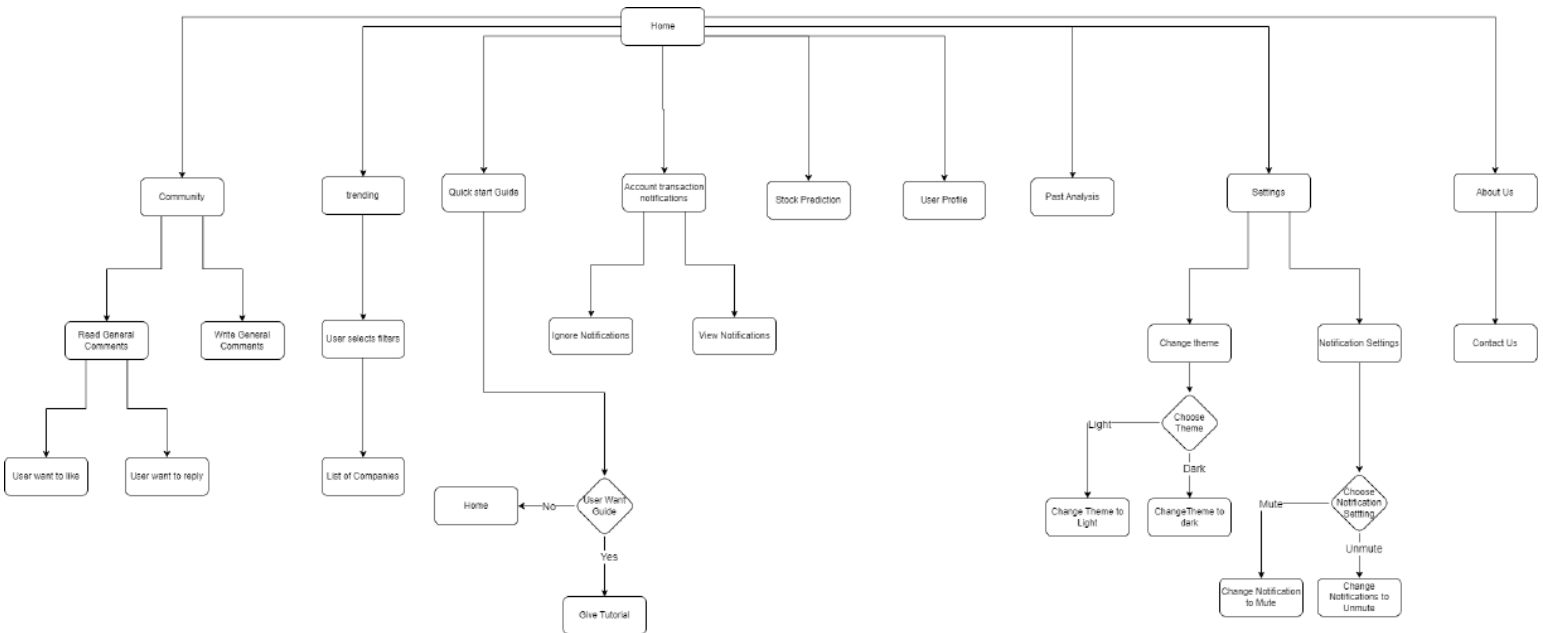 Home
Community
trending
Quick start Guide
Account transaction
notifications
Stock Prediction
User Profile
Past Analysis
Settings
About Us
Read General
Comments
Write General
Comments
User selects filters
Ignore Notifications
View Notifications
Change theme
Notification Settings
Contact Us
Choose
Theme
Light
Dark
User want to like
User want to reply
List of Companies
Home
No
User Want
Guide
Yes
Give Tutorial
Change Theme to
Light
ChangeTheme to
dark
Choose
Notification
Settting
Mute
Unmute
Change Notification
to Mute
Change
Notifications to
Unmute